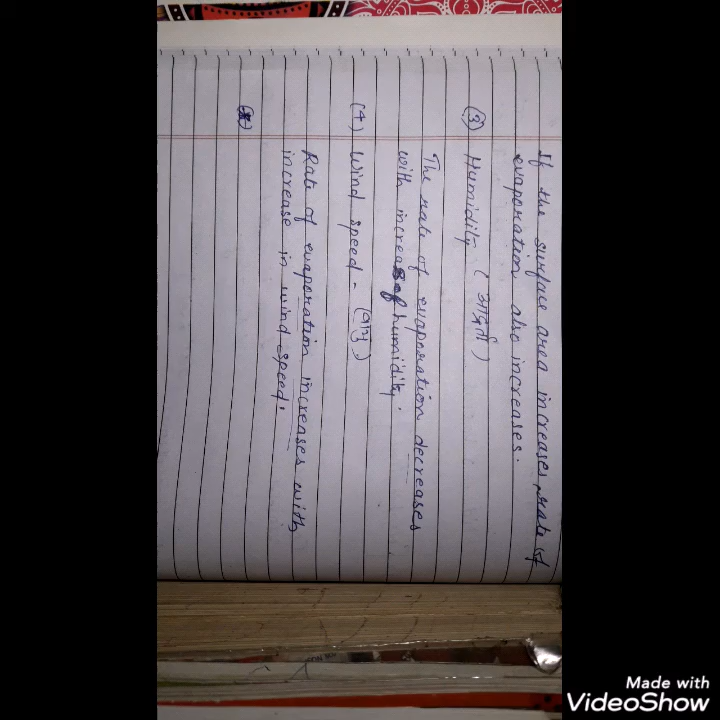 If the surface area increases, rate of
evaporation also increases.
(3) Humidity (आर्द्रता)
The rate of evaporation decreases
with increase of humidity.
(4) Wind speed - (वायु)
Rate of evaporation increases with
increase in wind speed.
Made with
VideoShow